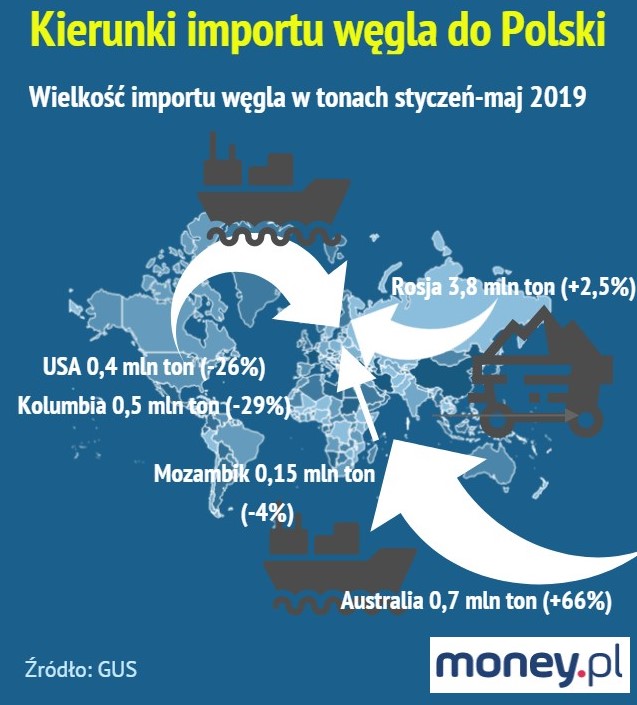 Kierunki importu węgla do Polski
Wielkość importu węgla w tonach styczeń-maj 2019
Rosja 3,8 mln ton (+2,5%)
USA 0,4 mln ton (-26%)
Kolumbia 0,5 mln ton (-29%)
Mozambik 0,15 mln ton
(-4%)
Australia 0,7 mln ton (+66%)
Źródło: GUS
money.pl